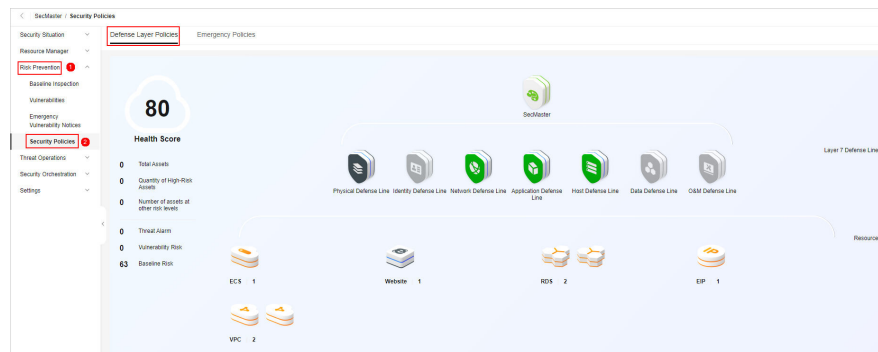 SecMaster / Security Policies
Security Situation
Resource Manager
Risk Prevention 1
Baseline Inspection
Vulnerabilities
Emergency
Vulnerability Notices
Security Policies 2
Threat Operations
Security Orchestration
Settings
Defense Layer Policies Emergency Policies
80
Health Score
0 Total Assets
0 Quantity of High-Risk
Assets
0 Number of assets at
other risk levels
0 Threat Alarm
0 Vulnerability Risk
63 Baseline Risk
SecMaster
Layer 7 Defense Line
Physical Defense Line Identity Defense Line Network Defense Line Application Defense
Line Host Defense Line Data Defense Line O&M Defense Line
Resource
ECS 1 Website 1 RDS 2 EIP 1
VPC 2